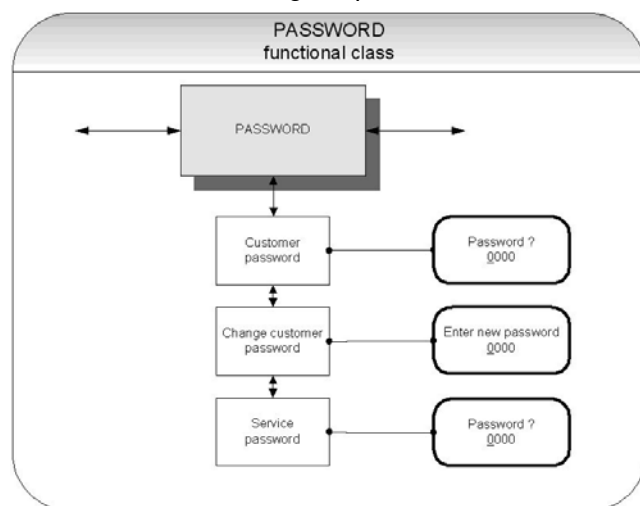 PASSWORD
functional class
PASSWORD
Customer
password
Password ?
0000
Change customer
password
Enter new password
0000
Service
password
Password ?
0000